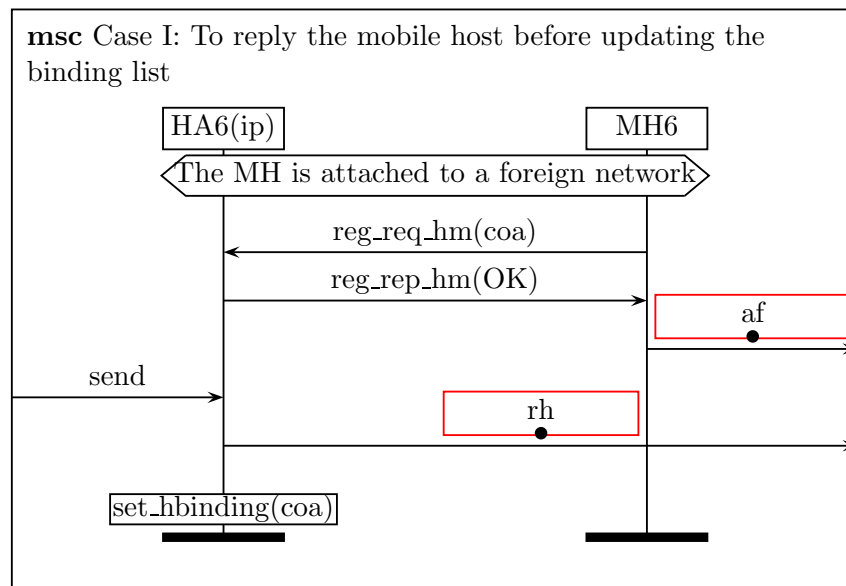 msc Case I: To reply the mobile host before updating the
binding list
HA6(ip) MH6
The MH is attached to a foreign network
reg_req_hm(coa)
reg_rep_hm(OK)
af
send
rh
set_hbinding(coa)